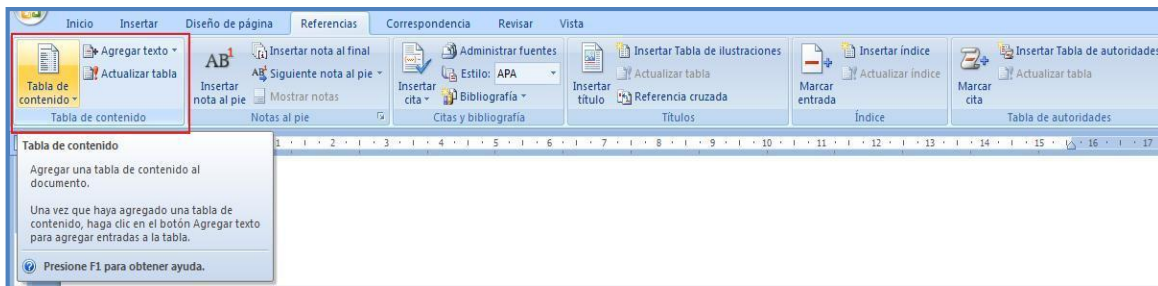 Inicio Insertar Diseño de página Referencias Correspondencia Revisar Vista
Tabla de contenido
Agregar texto
Actualizar tabla
Tabla de contenido
AB1
Insertar nota al pie
Insertar nota al final
Siguiente nota al pie
Mostrar notas
Notas al pie
Insertar cita
Administrar fuentes
Estilo: APA
Bibliografía
Citas y bibliografía
Insertar título
Insertar Tabla de ilustraciones
Actualizar tabla
Referencia cruzada
Títulos
Marcar entrada
Insertar índice
Actualizar índice
Índice
Marcar cita
Insertar Tabla de autoridades
Actualizar tabla
Tabla de autoridades
1 2 3 4 5 6 7 8 9 10 11 12 13 14 15 16 17
Tabla de contenido
Agregar una tabla de contenido al
documento.
Una vez que haya agregado una tabla de
contenido, haga clic en el botón Agregar texto
para agregar entradas a la tabla.
Presione F1 para obtener ayuda.